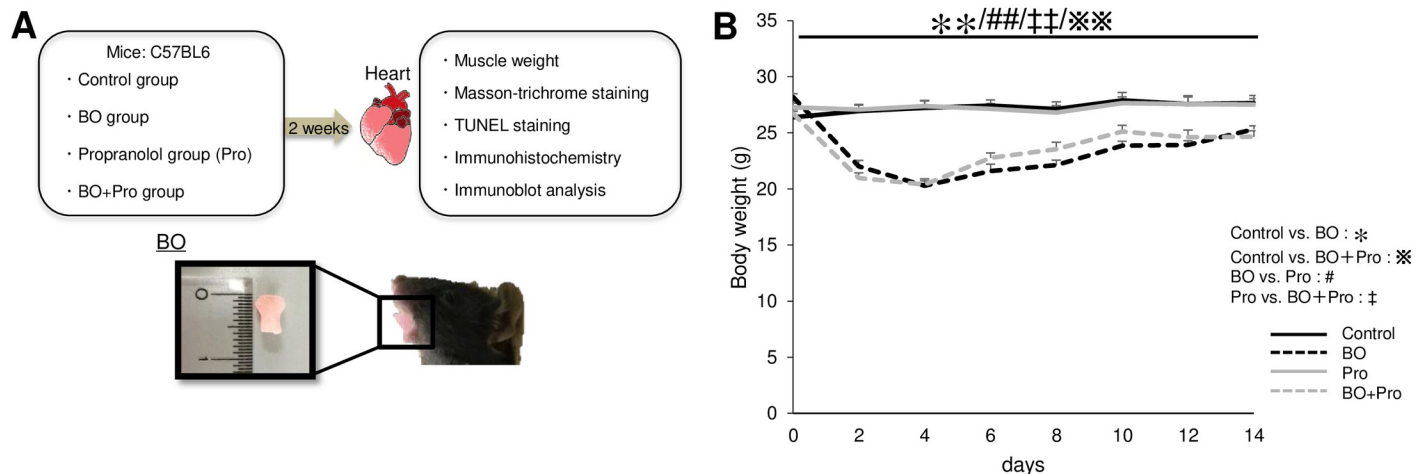 A
Mice: C57BL6
・Control group
・BO group
・Propranolol group (Pro)
・BO+Pro group
2 weeks
Heart
・Muscle weight
・Masson-trichrome staining
・TUNEL staining
・Immunohistochemistry
・Immunoblot analysis
BO
0
1
B
＊＊/##/‡‡/※※
Body weight (g)
35
30
25
20
15
10
5
0
0 2 4 6 8 10 12 14
days
Control vs. BO : ＊
Control vs. BO+Pro : ※
BO vs. Pro : #
Pro vs. BO+Pro : ‡
Control
BO
Pro
BO+Pro